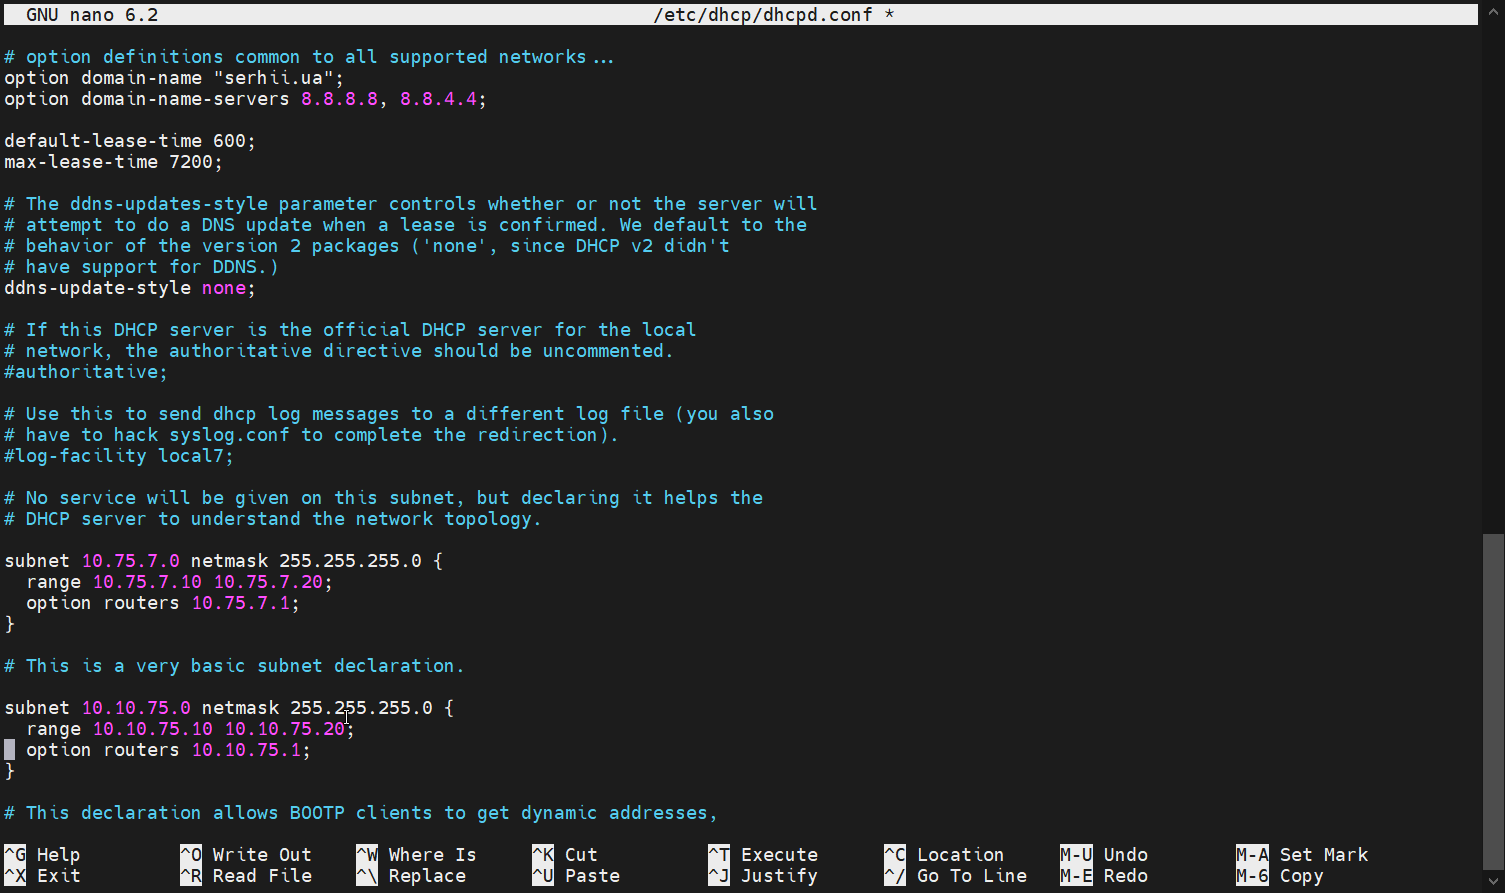 GNU nano 6.2 /etc/dhcp/dhcpd.conf *
# option definitions common to all supported networks...
option domain-name "serhii.ua";
option domain-name-servers 8.8.8.8, 8.8.4.4;
default-lease-time 600;
max-lease-time 7200;
# The ddns-updates-style parameter controls whether or not the server will
# attempt to do a DNS update when a lease is confirmed. We default to the
# behavior of the version 2 packages ('none', since DHCP v2 didn't
# have support for DDNS.)
ddns-update-style none;
# If this DHCP server is the official DHCP server for the local
# network, the authoritative directive should be uncommented.
#authoritative;
# Use this to send dhcp log messages to a different log file (you also
# have to hack syslog.conf to complete the redirection).
#log-facility local7;
# No service will be given on this subnet, but declaring it helps the
# DHCP server to understand the network topology.
subnet 10.75.7.0 netmask 255.255.255.0 {
  range 10.75.7.10 10.75.7.20;
  option routers 10.75.7.1;
}
# This is a very basic subnet declaration.
subnet 10.10.75.0 netmask 255.255.255.0 {
  range 10.10.75.10 10.10.75.20;
  option routers 10.10.75.1;
}
# This declaration allows BOOTP clients to get dynamic addresses,
^G Help ^O Write Out ^W Where Is ^K Cut ^T Execute ^C Location M-U Undo M-A Set Mark
^X Exit ^R Read File ^\ Replace ^U Paste ^J Justify ^/ Go To Line M-E Redo M-6 Copy